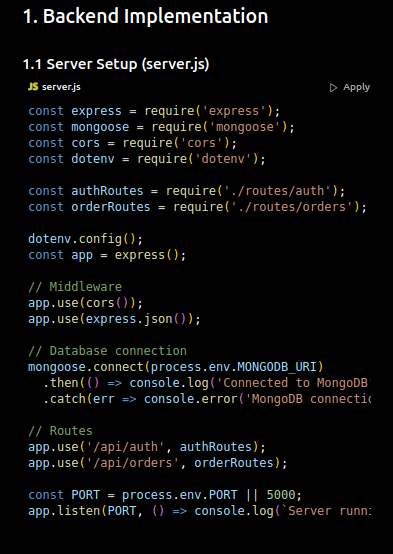 1. Backend Implementation
1.1 Server Setup (server.js)
JS server.js Apply
const express = require('express');
const mongoose = require('mongoose');
const cors = require('cors');
const dotenv = require('dotenv');
const authRoutes = require('./routes/auth');
const orderRoutes = require('./routes/orders');
dotenv.config();
const app = express();
// Middleware
app.use(cors());
app.use(express.json());
// Database connection
mongoose.connect(process.env.MONGODB_URI)
.then(() => console.log('Connected to MongoDB
.catch(err => console.error('MongoDB connectio
// Routes
app.use('/api/auth', authRoutes);
app.use('/api/orders', orderRoutes);
const PORT = process.env.PORT || 5000;
app.listen(PORT, () => console.log(`Server runni